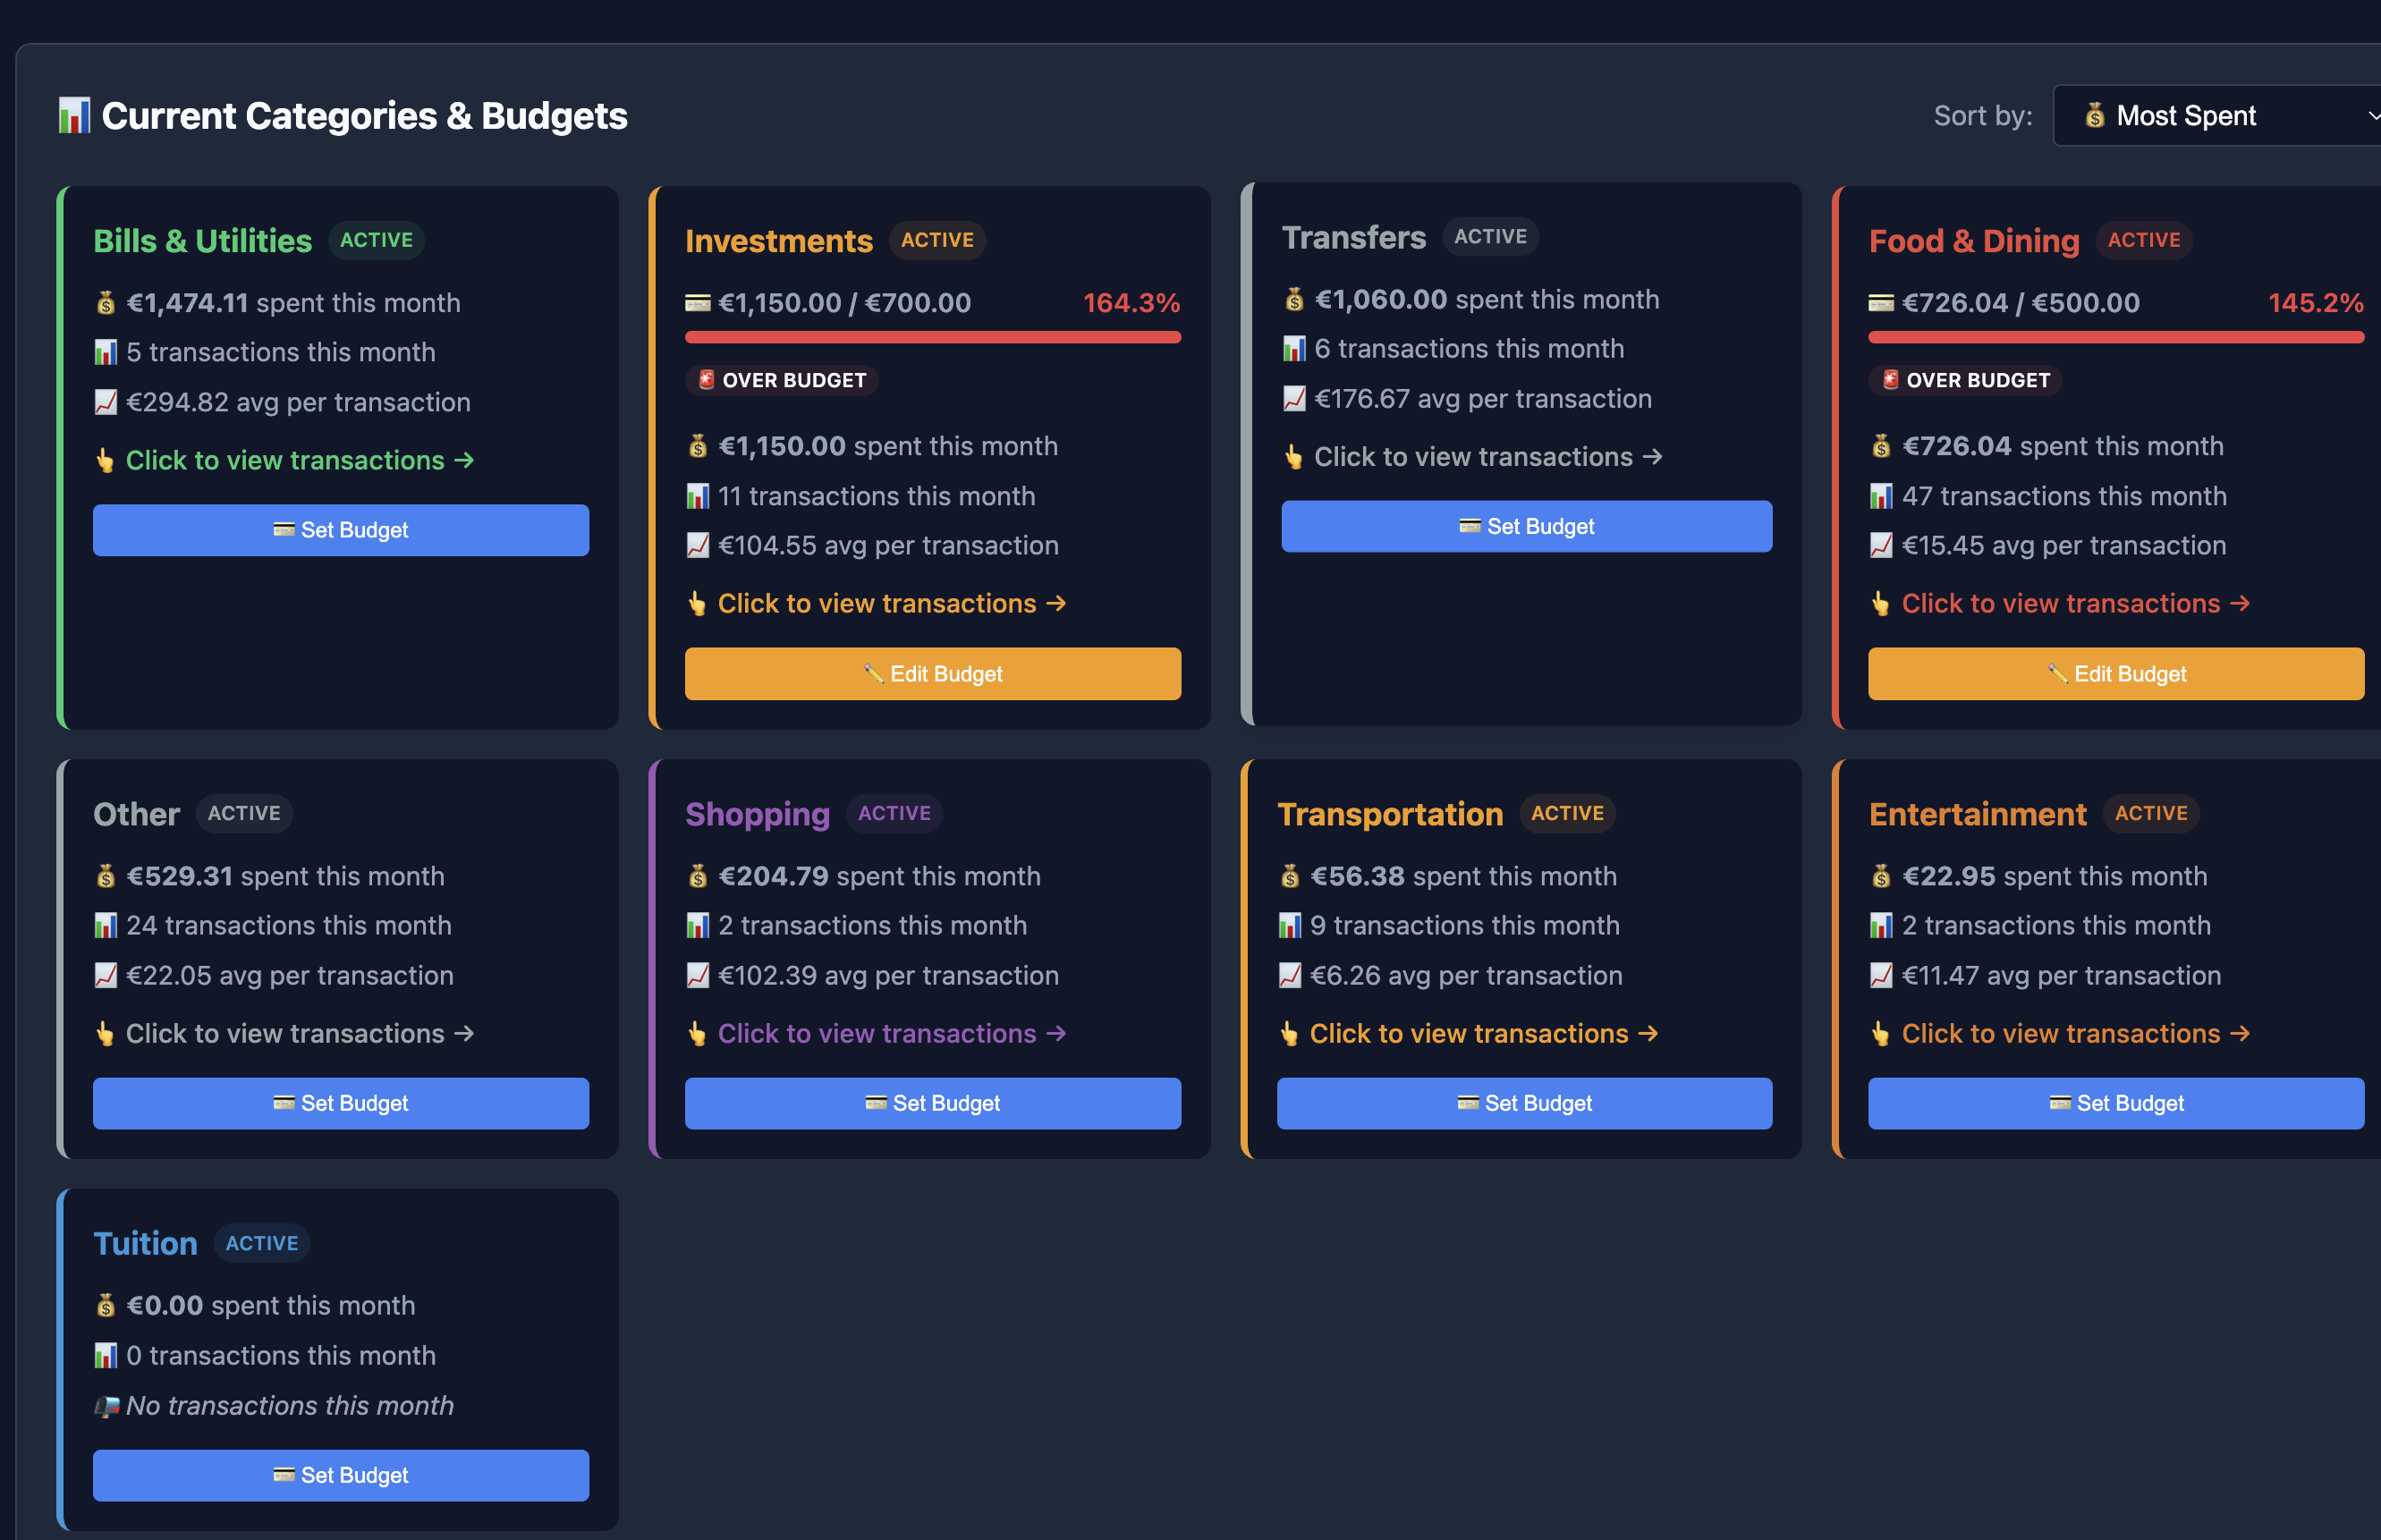 📊 Current Categories & Budgets
Sort by: 💰 Most Spent
Bills & Utilities ACTIVE
💰 €1,474.11 spent this month
📊 5 transactions this month
📈 €294.82 avg per transaction
👆 Click to view transactions →
💳 Set Budget
Investments ACTIVE
💳 €1,150.00 / €700.00 164.3%
🚨 OVER BUDGET
💰 €1,150.00 spent this month
📊 11 transactions this month
📈 €104.55 avg per transaction
👆 Click to view transactions →
✏️ Edit Budget
Transfers ACTIVE
💰 €1,060.00 spent this month
📊 6 transactions this month
📈 €176.67 avg per transaction
👆 Click to view transactions →
💳 Set Budget
Food & Dining ACTIVE
💳 €726.04 / €500.00 145.2%
🚨 OVER BUDGET
💰 €726.04 spent this month
📊 47 transactions this month
📈 €15.45 avg per transaction
👆 Click to view transactions →
✏️ Edit Budget
Other ACTIVE
💰 €529.31 spent this month
📊 24 transactions this month
📈 €22.05 avg per transaction
👆 Click to view transactions →
💳 Set Budget
Shopping ACTIVE
💰 €204.79 spent this month
📊 2 transactions this month
📈 €102.39 avg per transaction
👆 Click to view transactions →
💳 Set Budget
Transportation ACTIVE
💰 €56.38 spent this month
📊 9 transactions this month
📈 €6.26 avg per transaction
👆 Click to view transactions →
💳 Set Budget
Entertainment ACTIVE
💰 €22.95 spent this month
📊 2 transactions this month
📈 €11.47 avg per transaction
👆 Click to view transactions →
💳 Set Budget
Tuition ACTIVE
💰 €0.00 spent this month
📊 0 transactions this month
📭 No transactions this month
💳 Set Budget